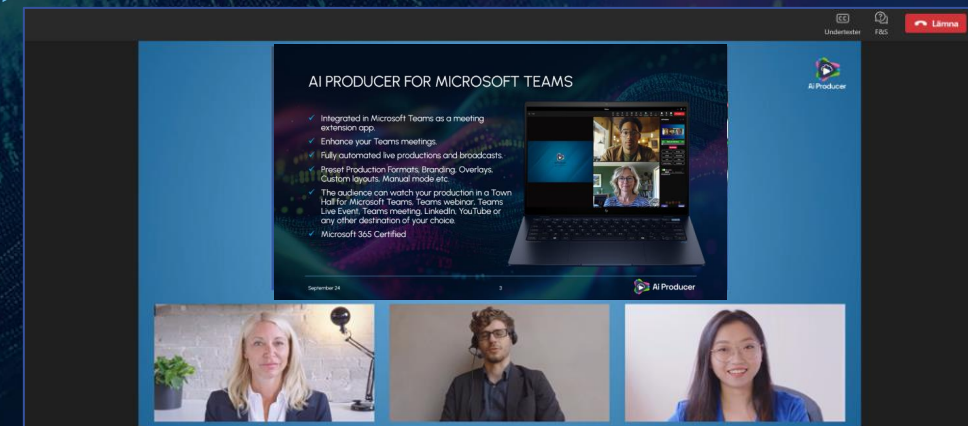 CC
Undertexter
F&S
Lämna
Ai Producer
AI PRODUCER FOR MICROSOFT TEAMS
Integrated in Microsoft Teams as a meeting
extension app.
Enhance your Teams meetings.
Fully automated live productions and broadcasts.
Preset Production Formats, Branding, Overlays,
Custom layouts, Manual mode etc.
The audience can watch your production in a Town
Hall for Microsoft Teams, Teams webinar, Teams
Live Event, Teams meeting, LinkedIn, YouTube or
any other destination of your choice.
Microsoft 365 Certified
September 24
3
Ai Producer